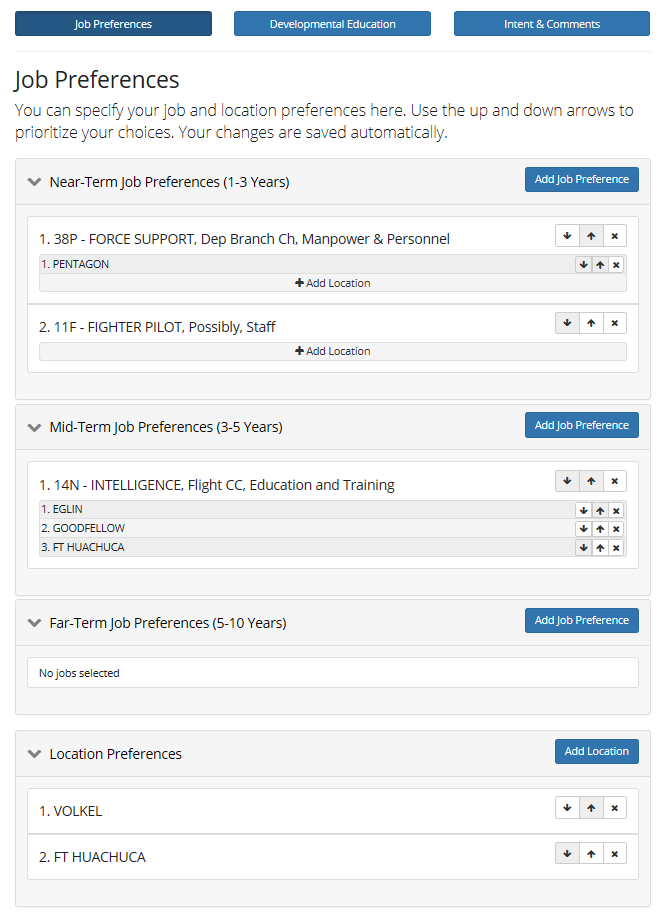 Job Preferences
Developmental Education
Intent & Comments
Job Preferences
You can specify your job and location preferences here. Use the up and down arrows to
prioritize your choices. Your changes are saved automatically.
Near-Term Job Preferences (1-3 Years)
Add Job Preference
1. 38P - FORCE SUPPORT, Dep Branch Ch, Manpower & Personnel
1. PENTAGON
Add Location
2. 11F - FIGHTER PILOT, Possibly, Staff
Add Location
Mid-Term Job Preferences (3-5 Years)
Add Job Preference
1. 14N - INTELLIGENCE, Flight CC, Education and Training
1. EGLIN
2. GOODFELLOW
3. FT HUACHUCA
Far-Term Job Preferences (5-10 Years)
Add Job Preference
No jobs selected
Location Preferences
Add Location
1. VOLKEL
2. FT HUACHUCA